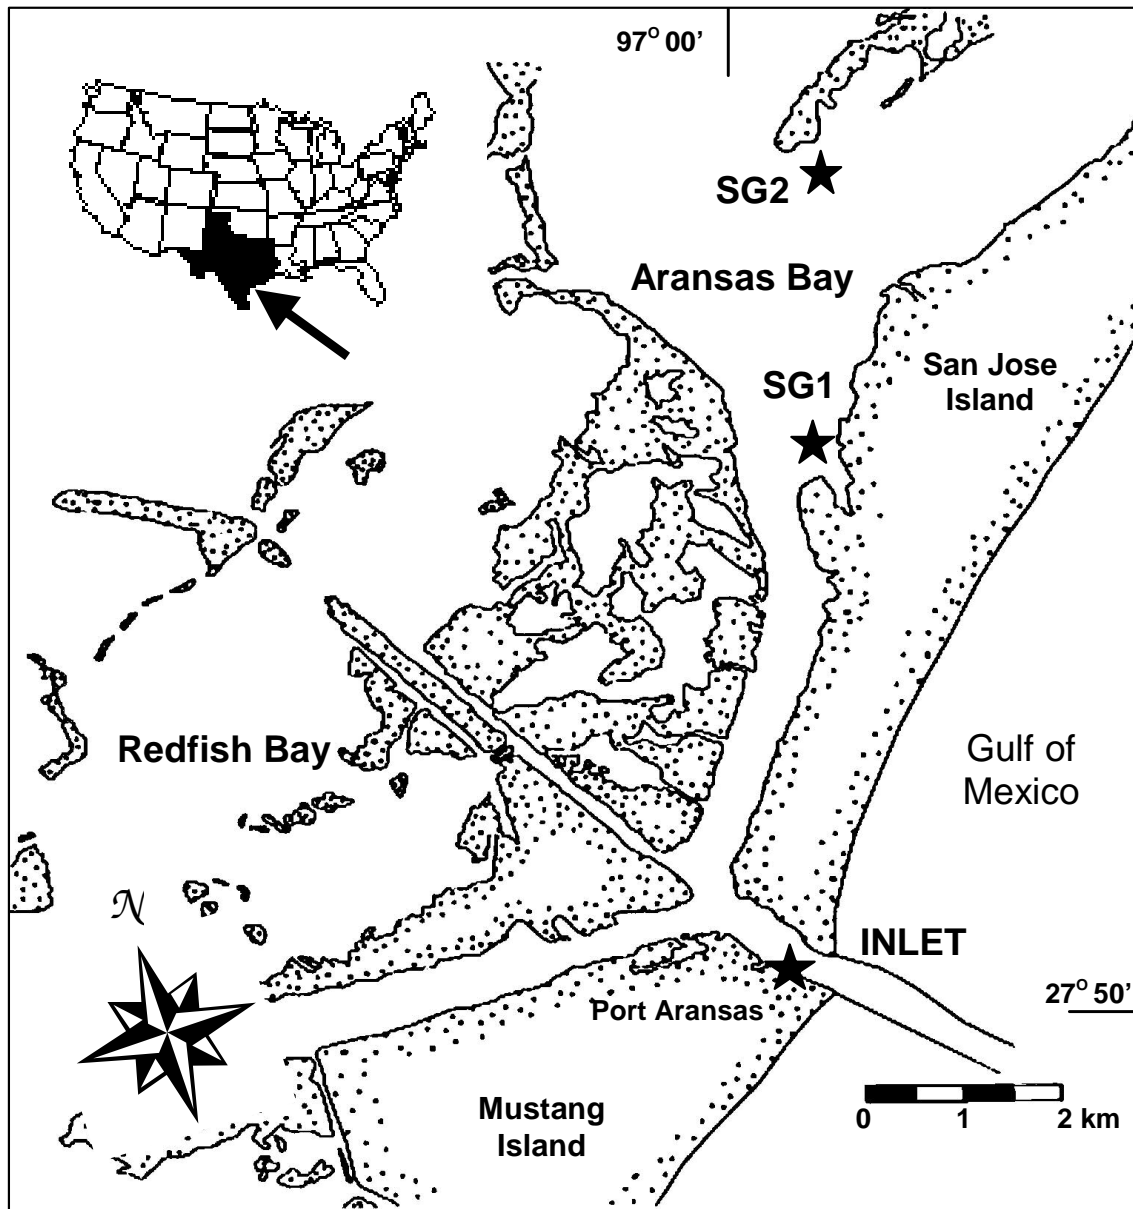 97° 00’
SG2
Aransas Bay
SG1
San Jose
Island
Redfish Bay
Gulf of
Mexico
N
INLET
27° 50’
Port Aransas
Mustang
Island
0 1 2 km